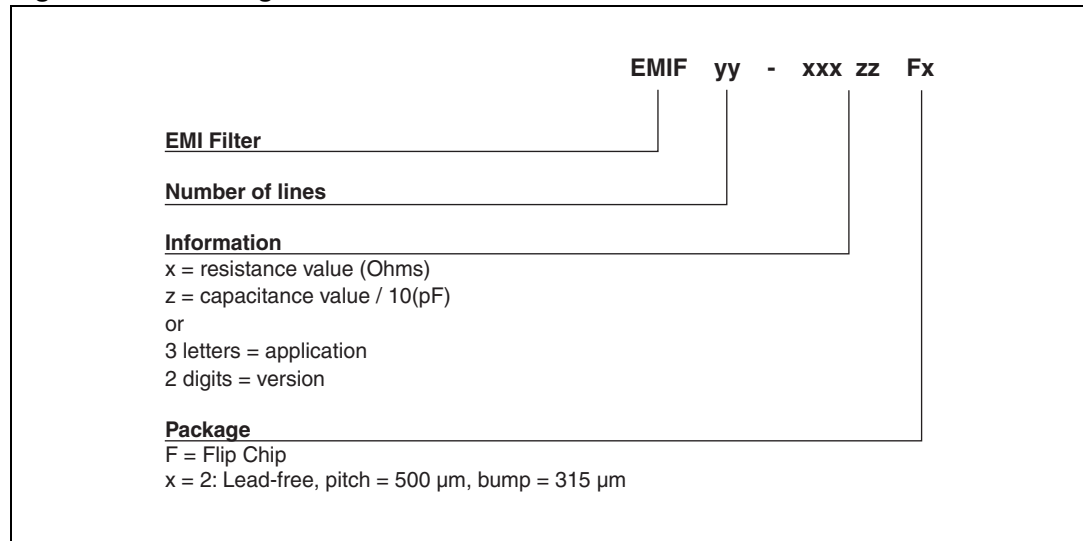 EMIF yy - xxx zz Fx
EMI Filter
Number of lines
Information
x = resistance value (Ohms)
z = capacitance value / 10(pF)
or
3 letters = application
2 digits = version
Package
F = Flip Chip
x = 2: Lead-free, pitch = 500 µm, bump = 315 µm